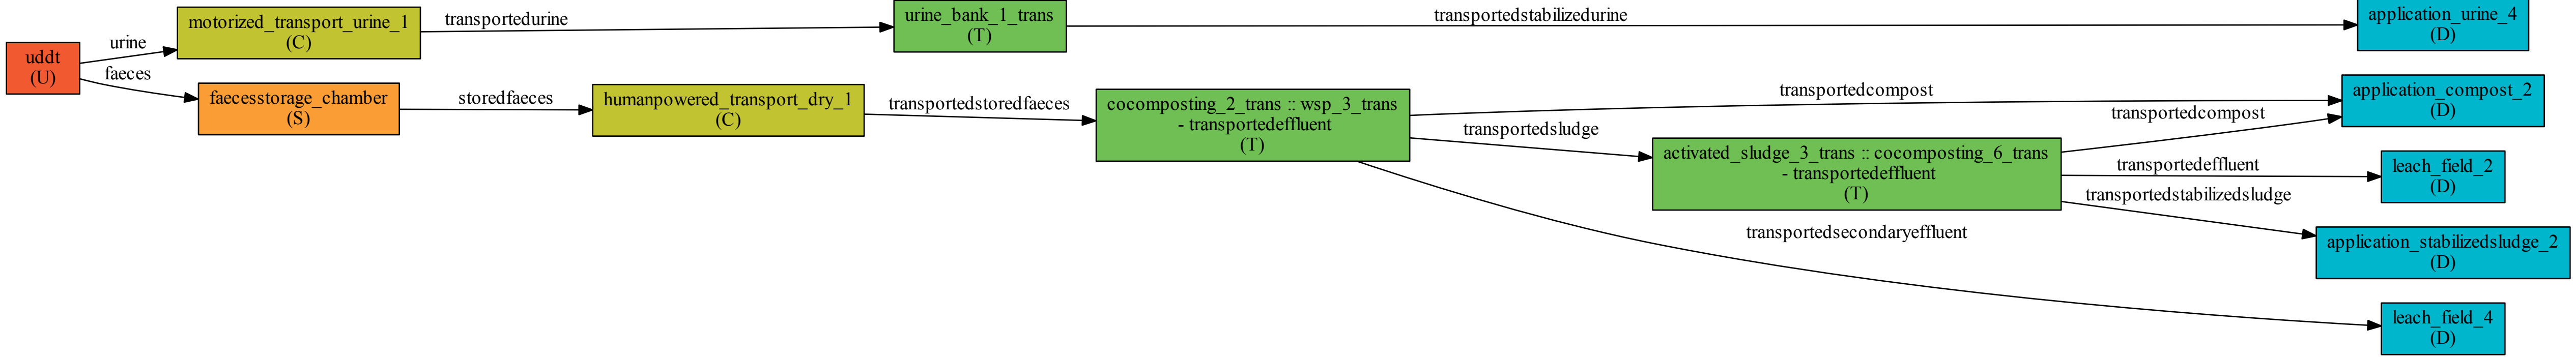 uddt
(U)
urine
faeces
motorized_transport_urine_1
(C)
transportedurine
urine_bank_1_trans
(T)
transportedstabilizedurine
application_urine_4
(D)
faecesstorage_chamber
(S)
storedfaeces
humanpowered_transport_dry_1
(C)
transportedstoredfaeces
cocomposting_2_trans :: wsp_3_trans
- transportedeffluent
(T)
transportedcompost
application_compost_2
(D)
transportedsludge
activated_sludge_3_trans :: cocomposting_6_trans
- transportedeffluent
(T)
transportedcompost
transportedeffluent
leach_field_2
(D)
transportedstabilizedsludge
application_stabilizedsludge_2
(D)
transportedsecondaryeffluent
leach_field_4
(D)